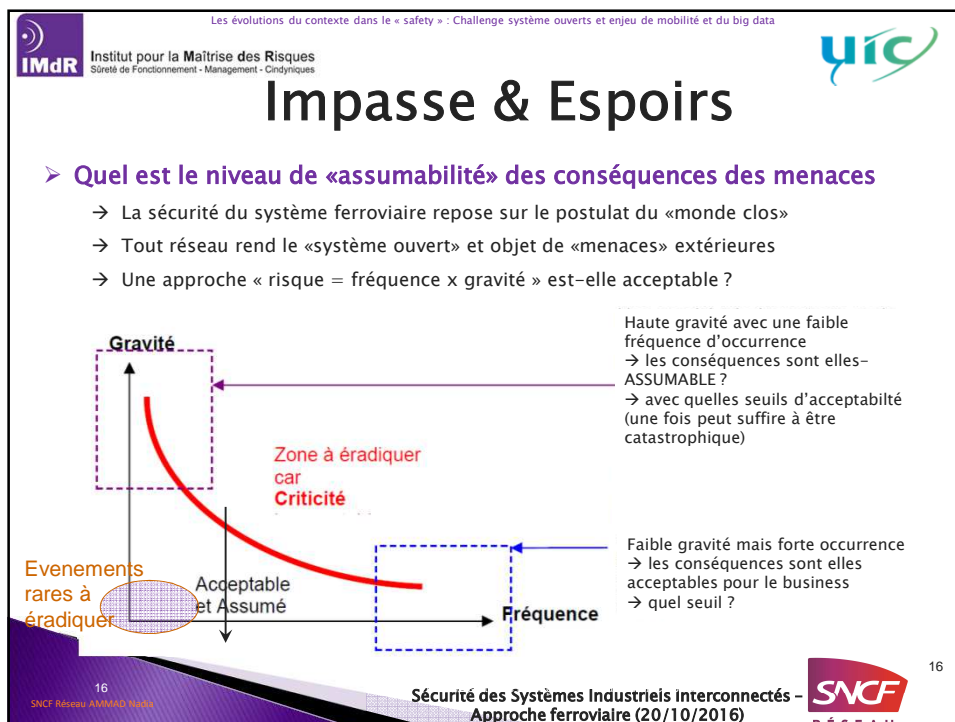 Les évolutions du contexte dans le « safety » : Challenge système ouverts et enjeu de mobilité et du big data
IMdR
Institut pour la Maîtrise des Risques
Sûreté de Fonctionnement - Management - Cindyniques
uic
Impasse & Espoirs
➢ Quel est le niveau de «assumabilité» des conséquences des menaces
→ La sécurité du système ferroviaire repose sur le postulat du «monde clos»
→ Tout réseau rend le «système ouvert» et objet de «menaces» extérieures
→ Une approche « risque = fréquence x gravité » est-elle acceptable ?
Gravité
Haute gravité avec une faible
fréquence d'occurrence
→ les conséquences sont elles-
ASSUMABLE ?
→ avec quelles seuils d'acceptabilté
(une fois peut suffire à être
catastrophique)
Zone à éradiquer
car
Criticité
Faible gravité mais forte occurrence
→ les conséquences sont elles
acceptables pour le business
→ quel seuil ?
Evenements
rares à
éradiquer
Acceptable
et Assumé
Fréquence
16
16
SNCF Réseau AMMAD Nadia
Sécurité des Systèmes Industriels Interconnectés –
Approche ferroviaire (20/10/2016)
SNCF
RÉSEAU